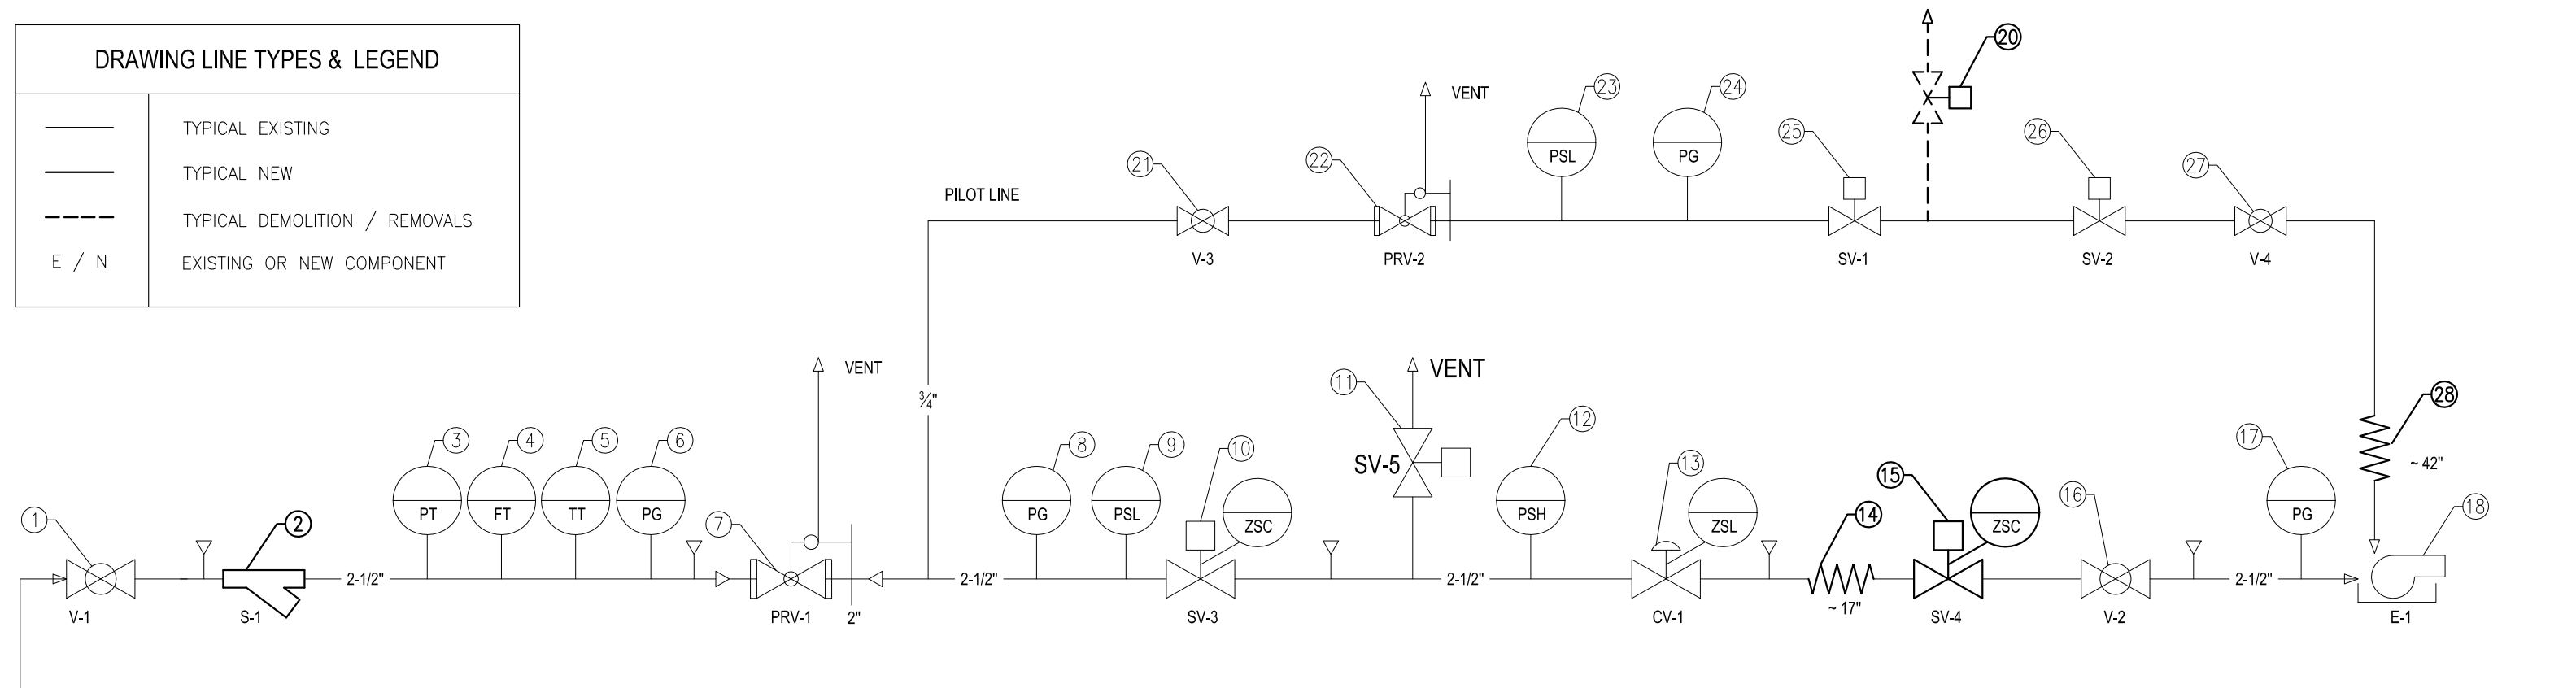 DRAWING LINE TYPES & LEGEND
TYPICAL EXISTING
TYPICAL NEW
TYPICAL DEMOLITION / REMOVALS
E / N EXISTING OR NEW COMPONENT
20
VENT
23
24
25
26
21
22
27
PSL
PG
PILOT LINE
V-3
PRV-2
SV-1
SV-2
V-4
VENT
VENT
3/4"
11
28
12
3
4
5
6
8
9
10
SV-5
13
15
17
~ 42"
14
16
1
2
7
18
PT
FT
TT
PG
PG
PSL
ZSC
PSH
ZSL
ZSC
PG
2-1/2"
2-1/2"
2-1/2"
2-1/2"
~ 17"
V-1
S-1
PRV-1
2"
SV-3
CV-1
SV-4
V-2
E-1